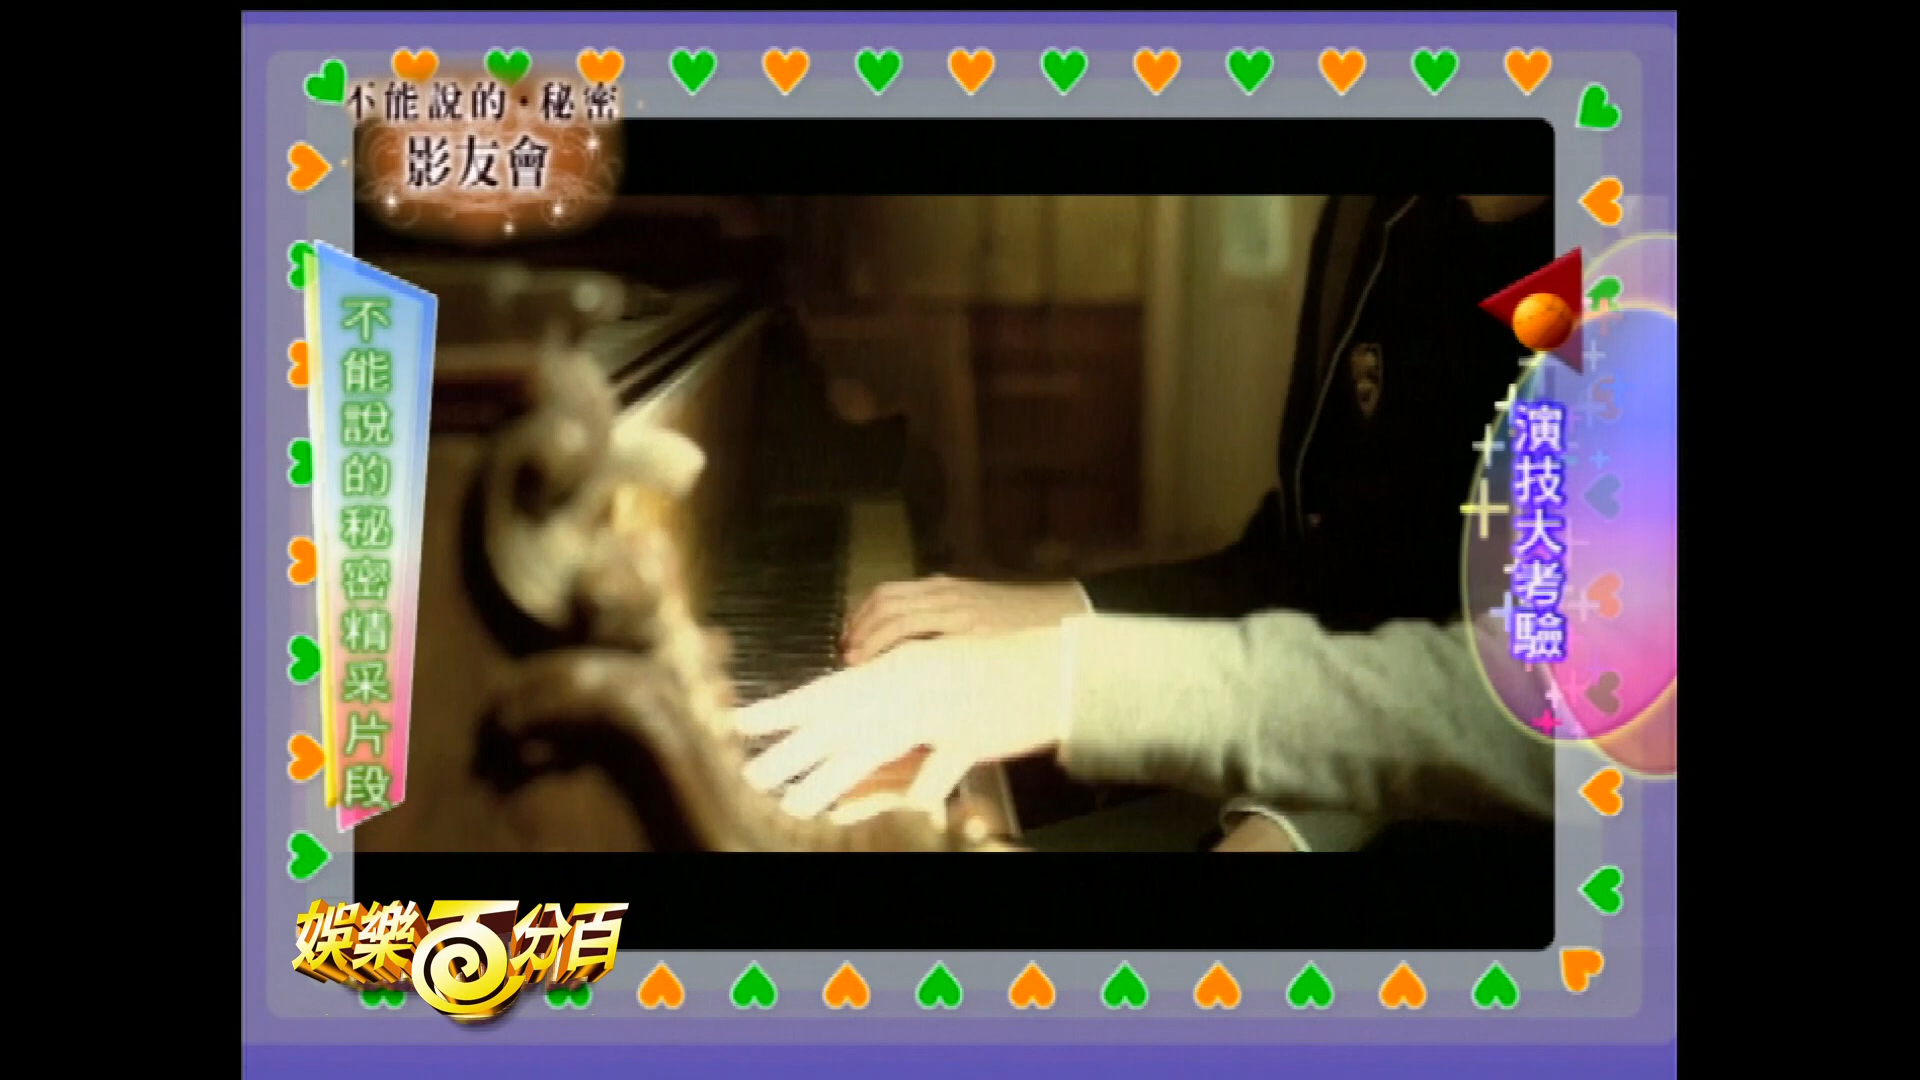 不能說的·秘密
影友會
不能說的秘密精采片段
演技大考驗
娛樂百分百